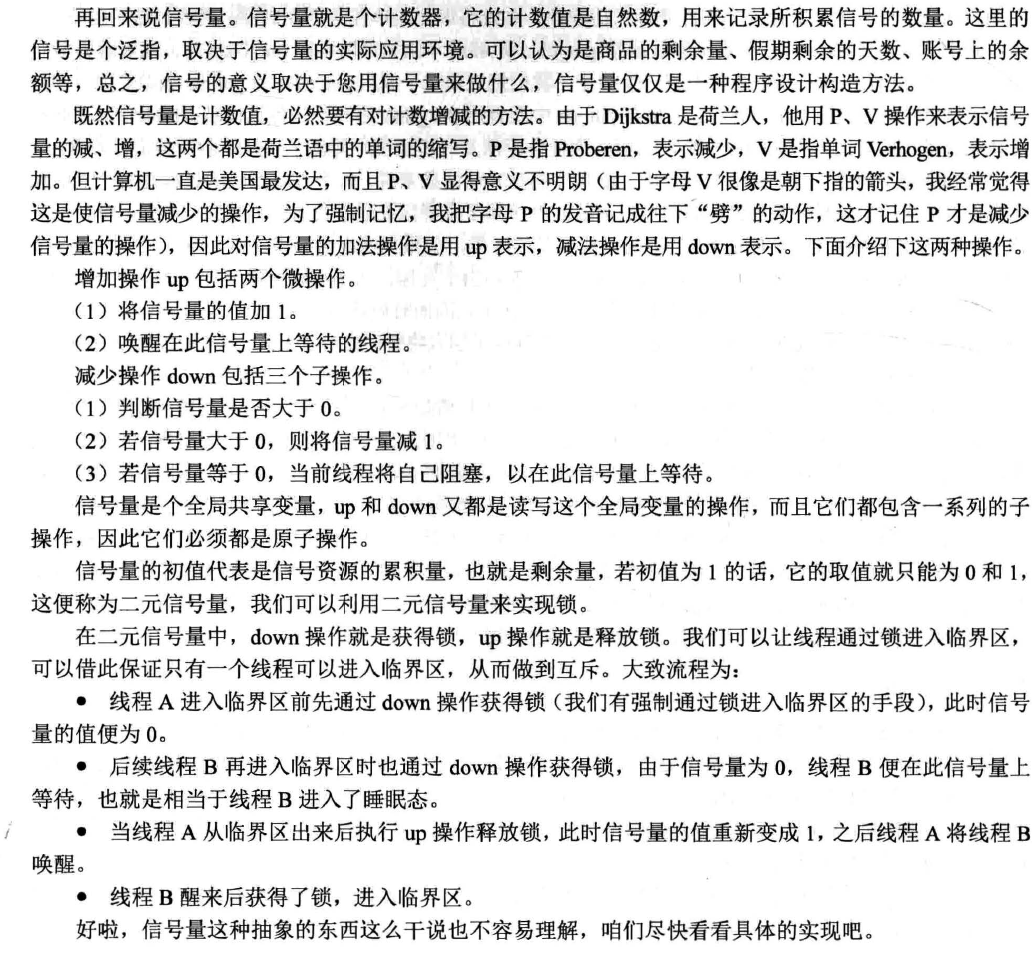 再回来说信号量。信号量就是个计数器，它的计数值是自然数，用来记录所积累信号的数量。这里的
信号是个泛指，取决于信号量的实际应用环境。可以认为是商品的剩余量、假期剩余的天数、账号上的余
额等，总之，信号的意义取决于您用信号量来做什么，信号量仅仅是一种程序设计构造方法。
既然信号量是计数值，必然要有对计数增减的方法。由于 Dijkstra 是荷兰人，他用 P、V 操作来表示信号
量的减、增，这两个都是荷兰语中的单词的缩写。P 是指 Proberen，表示减少，V 是指单词 Verhogen，表示增
加。但计算机一直是美国最发达，而且 P、V 显得意义不明朗（由于字母 V 很像是朝下指的箭头，我经常觉得
这是使信号量减少的操作，为了强制记忆，我把字母 P 的发音记成往下“劈”的动作，这才记住 P 才是减少
信号量的操作），因此对信号量的加法操作是用 up 表示，减法操作是用 down 表示。下面介绍下这两种操作。
增加操作 up 包括两个微操作。
（1）将信号量的值加 1。
（2）唤醒在此信号量上等待的线程。
减少操作 down 包括三个子操作。
（1）判断信号量是否大于 0。
（2）若信号量大于 0，则将信号量减 1。
（3）若信号量等于 0，当前线程将自己阻塞，以在此信号量上等待。
信号量是个全局共享变量，up 和 down 又都是读写这个全局变量的操作，而且它们都包含一系列的子
操作，因此它们必须都是原子操作。
信号量的初值代表是信号资源的累积量，也就是剩余量，若初值为 1 的话，它的取值就只能为 0 和 1，
这便称为二元信号量，我们可以利用二元信号量来实现锁。
在二元信号量中，down 操作就是获得锁，up 操作就是释放锁。我们可以让线程通过锁进入临界区，
可以借此保证只有一个线程可以进入临界区，从而做到互斥。大致流程为：
● 线程 A 进入临界区前先通过 down 操作获得锁（我们有强制通过锁进入临界区的手段），此时信号
量的值便为 0。
● 后续线程 B 再进入临界区时也通过 down 操作获得锁，由于信号量为 0，线程 B 便在此信号量上
等待，也就是相当于线程 B 进入了睡眠态。
● 当线程 A 从临界区出来后执行 up 操作释放锁，此时信号量的值重新变成 1，之后线程 A 将线程 B
唤醒。
● 线程 B 醒来后获得了锁，进入临界区。
好啦，信号量这种抽象的东西这么干说也不容易理解，咱们尽快看看具体的实现吧。